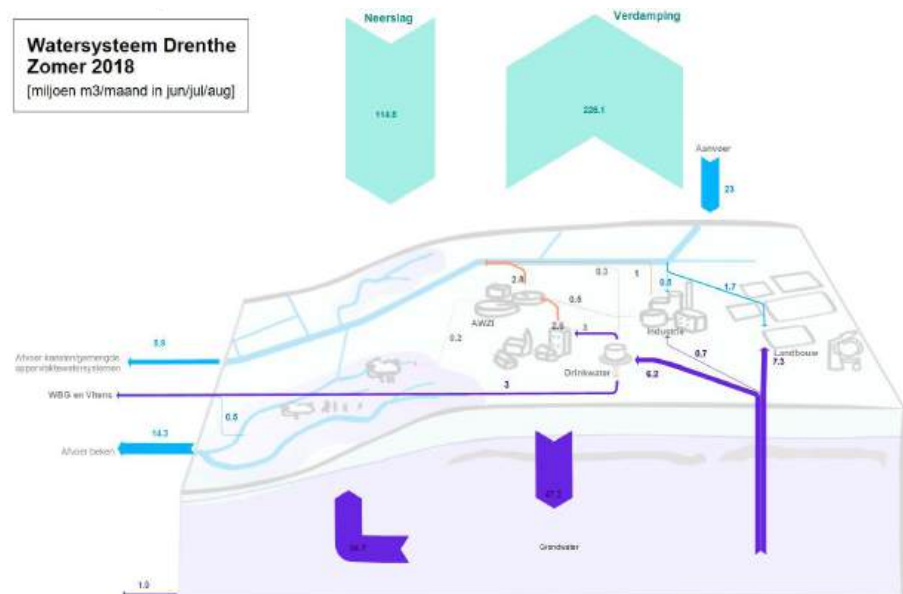 Watersysteem Drenthe
Zomer 2018
[miljoen m3/maand in jun/jul/aug]
Neerslag
Verdamping
114.8
226.1
Aanvoer
23
2.8
0.3
1
0.8
1.7
0.5
AWZI
Industrie
2.8
3
0.2
Landbouw
7.3
0.7
Drinkwater
6.2
Afvoer kanalen/gemengde
oppervlaktewatersystemen
WBG en Vitens
3
0.5
14.3
Afvoer beken
47.2
Grondwater
1.0